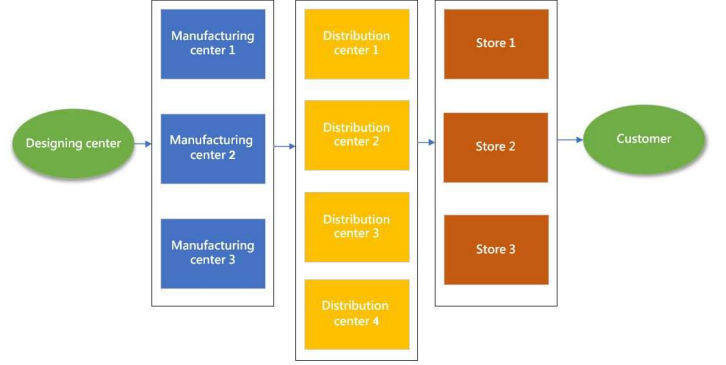 Designing center
Manufacturing
center 1
Manufacturing
center 2
Manufacturing
center 3
Distribution
center 1
Distribution
center 2
Distribution
center 3
Distribution
center 4
Store 1
Store 2
Store 3
Customer